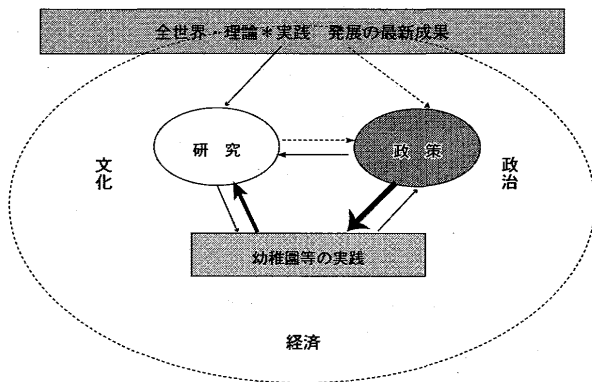 全世界・理論*実践 発展の最新成果
研究
政策
文化
政治
幼稚園等の実践
経済